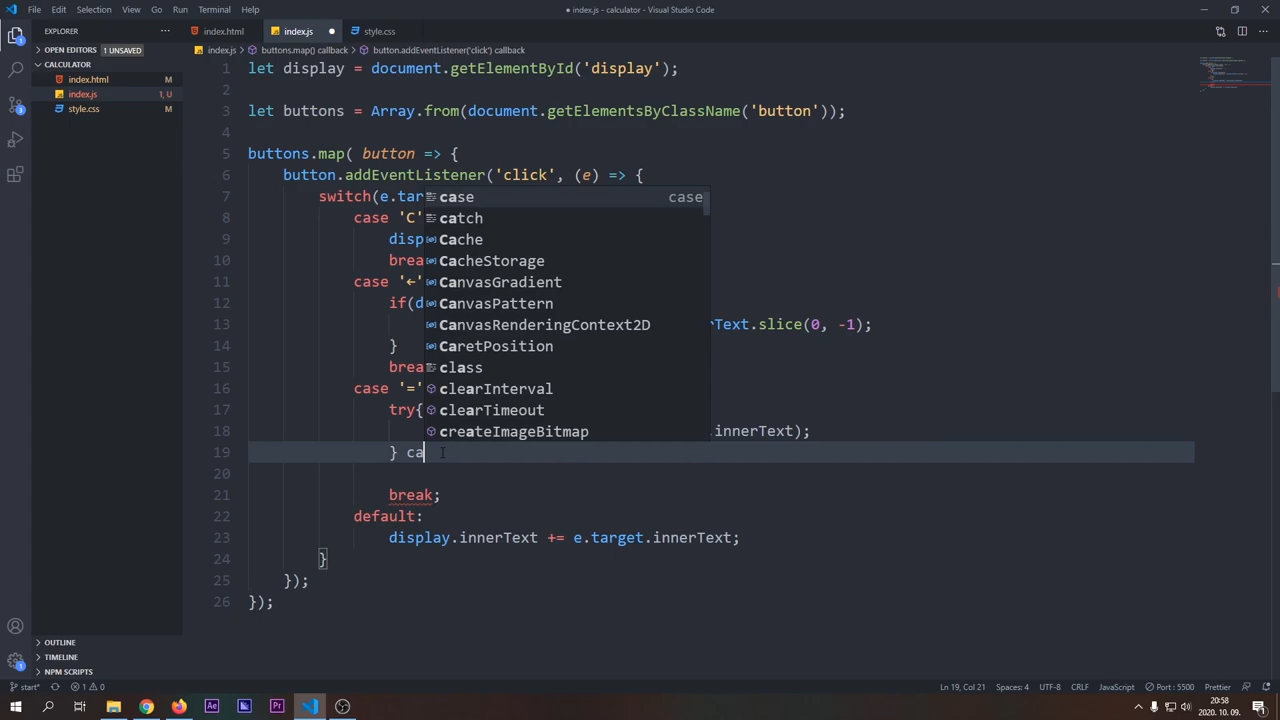 File Edit Selection View Go Run Terminal Help
● index.js - calculator - Visual Studio Code
EXPLORER
index.html
index.js
style.css
OPEN EDITORS 1 UNSAVED
index.js > buttons.map() callback > button.addEventListener('click') callback
CALCULATOR
index.html M
index.js 1, U
style.css M
1 let display = document.getElementById('display');
2
3 let buttons = Array.from(document.getElementsByClassName('button'));
4
5 buttons.map( button => {
6 button.addEventListener('click', (e) => {
7 switch(e.tar
8 case 'C'
9 disp
10 brea
11 case '←'
12 if(d
13 rText.slice(0, -1);
14 }
15 brea
16 case '='
17 try{
18 .innerText);
19 } ca
20
21 break;
22 default:
23 display.innerText += e.target.innerText;
24 }
25 });
26 });
case case
catch
Cache
CacheStorage
CanvasGradient
CanvasPattern
CanvasRenderingContext2D
CaretPosition
class
clearInterval
clearTimeout
createImageBitmap
OUTLINE
TIMELINE
NPM SCRIPTS
start* 1 0
Ln 19, Col 21 Spaces: 4 UTF-8 CRLF JavaScript Port : 5500 Prettier
20:58
2020. 10. 09.